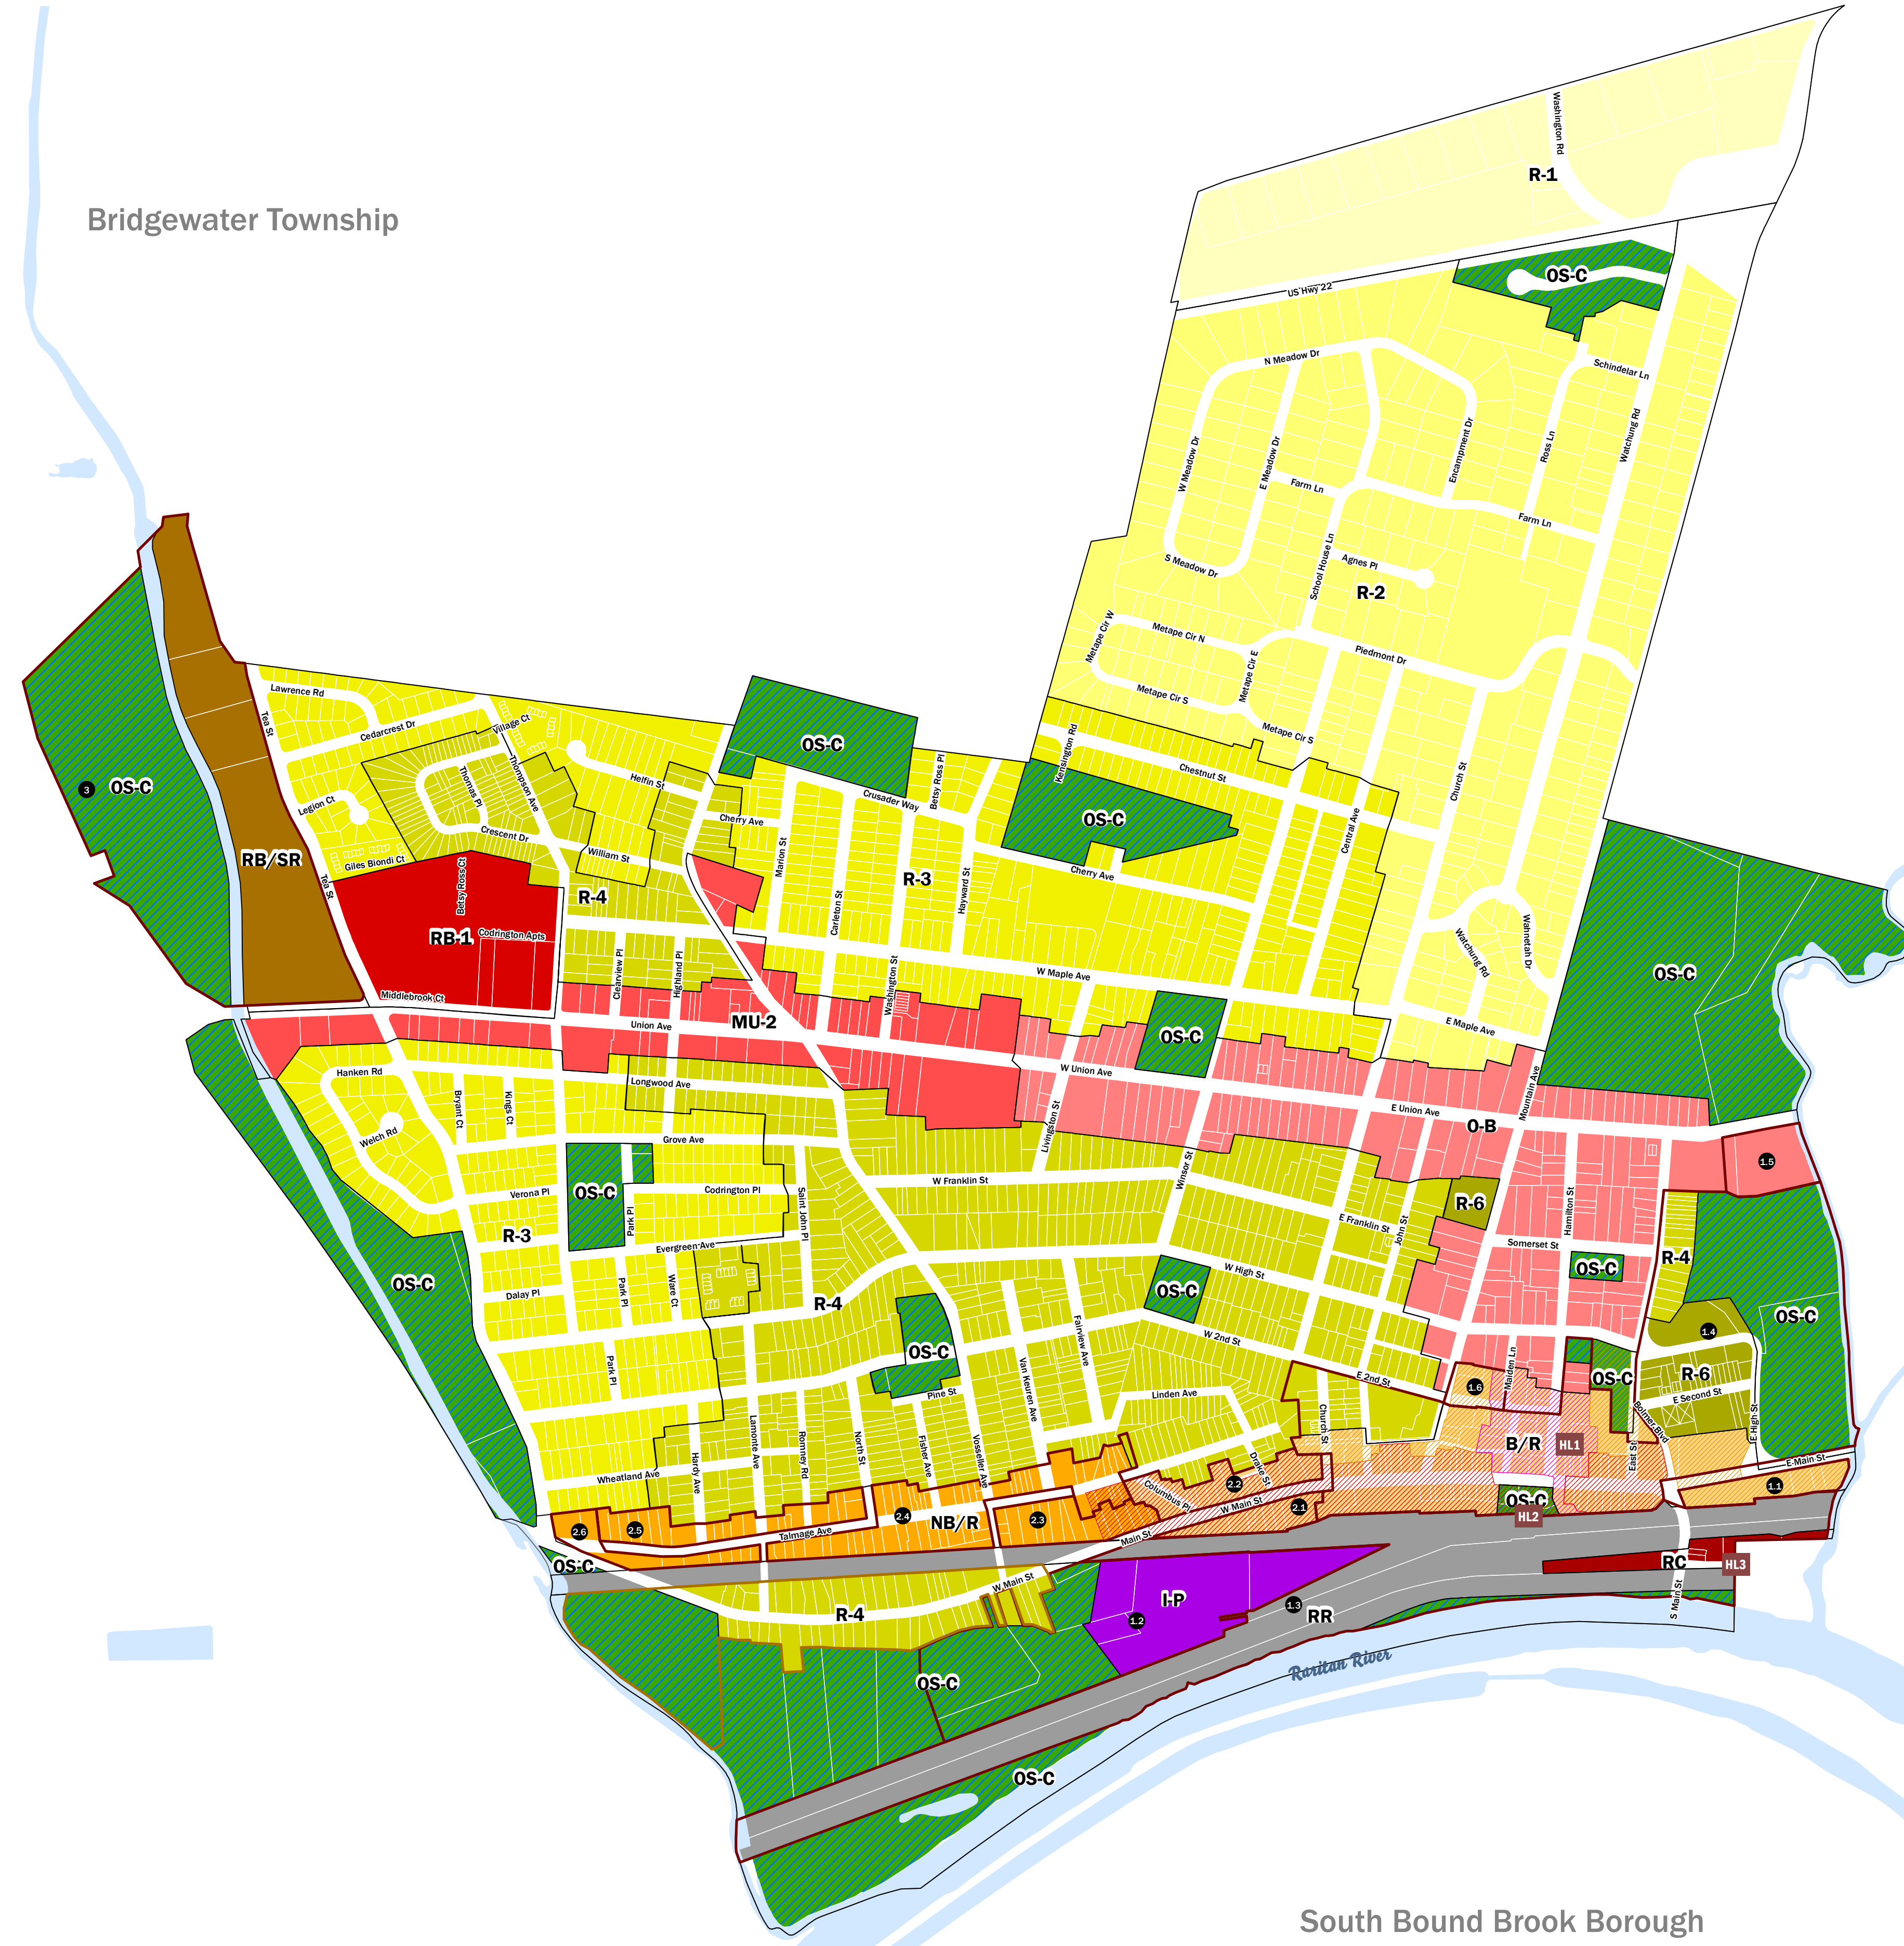 Washington Rd
R-1
Bridgewater Township
OS-C
US Hwy 22
N Meadow Dr
Schindelar Ln
W Meadow Dr
E Meadow Dr
Encampment Dr
Ross Ln
Watchung Rd
Farm Ln
Farm Ln
School House Ln
S Meadow Dr
Agnes Pl
R-2
Metape Cir W
Metape Cir N
Metape Cir E
Piedmont Dr
Metape Cir S
Metape Cir S
Lawrence Rd
Tea St
Cedarcrest Dr
Village Ct
OS-C
Kensington Rd
Chestnut St
Church St
Thomas Pl
Thompson Ave
Helfin St
Betsy Ross Pl
Crusader Way
3
OS-C
Legion Ct
Crescent Dr
Cherry Ave
OS-C
Central Ave
Giles Biondi Ct
William St
Marion St
Cherry Ave
RB/SR
Tea St
Betsy Ross Ct
R-4
Carleton St
R-3
Hayward St
RB-1
Codrington Apts
Watchung Rd
Wahnetah Dr
Clearview Pl
Highland Pl
W Maple Ave
OS-C
Middlebrook Ct
Washington St
Union Ave
MU-2
OS-C
E Maple Ave
Hanken Rd
Longwood Ave
W Union Ave
Mountain Ave
Bryant Ct
Kings Ct
E Union Ave
Welch Rd
Grove Ave
Livingston St
O-B
1.5
Verona Pl
OS-C
Codrington Pl
W Franklin St
Winsor St
R-6
Park Pl
Saint John Pl
E Franklin St
John St
Hamilton St
R-3
Evergreen Ave
Somerset St
R-4
OS-C
OS-C
Dalay Pl
Park Pl
Ware Ct
R-4
OS-C
W High St
OS-C
Park Pl
OS-C
Fairview Ave
W 2nd St
1.4
Pine St
Van Keuren Ave
E 2nd St
Maiden Ln
OS-C
R-6
Linden Ave
1.6
E Second St
Lamonte Ave
Romney Rd
North St
Fisher Ave
Vosseller Ave
Church St
Bolmer Blvd
E High St
Hardy Ave
B/R
HL1
East St
Wheatland Ave
Drake St
E Main St
Columbus Pl
2.2
1.1
W Main St
2.1
OS-C
2.6
2.5
2.4
NB/R
2.3
HL2
Talmage Ave
Main St
OS-C
RC
HL3
W Main St
R-4
I-P
1.2
1.3
RR
S Main St
Raritan River
OS-C
OS-C
South Bound Brook Borough